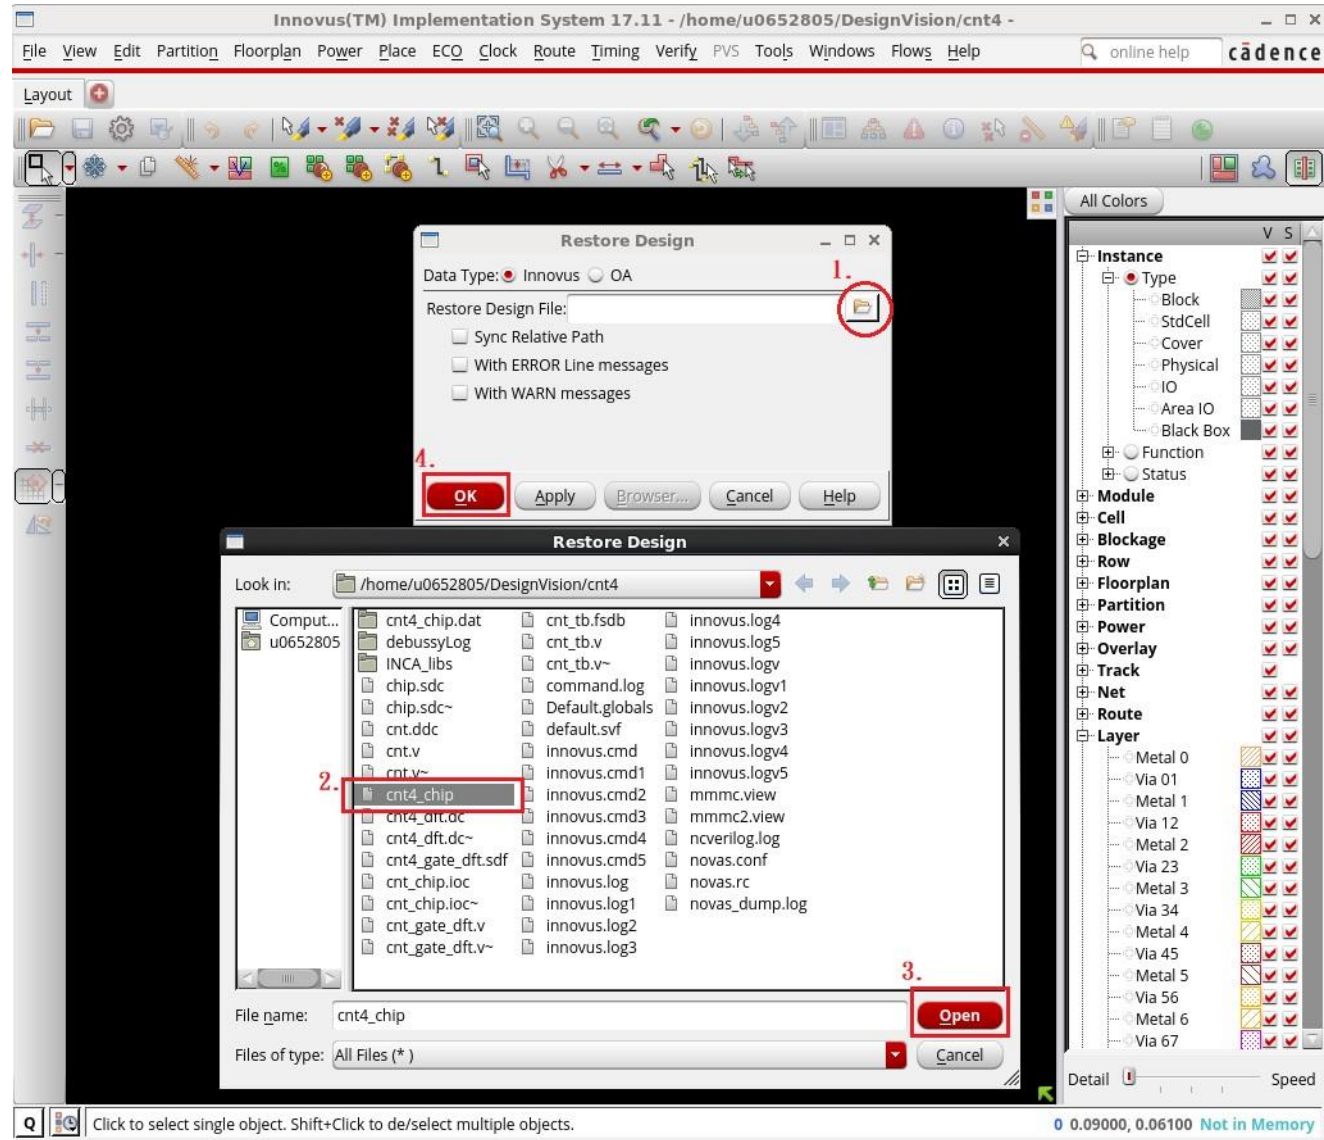 Innovus(TM) Implementation System 17.11 - /home/u0652805/DesignVision/cnt4 -
File View Edit Partition Floorplan Power Place ECO Clock Route Timing Verify PVS Tools Windows Flows Help online help cādence
Layout
All Colors
V S
Instance
Type
Block
StdCell
Cover
Physical
IO
Area IO
Black Box
Function
Status
Module
Cell
Blockage
Row
Floorplan
Partition
Power
Overlay
Track
Net
Route
Layer
Metal 0
Via 01
Metal 1
Via 12
Metal 2
Via 23
Metal 3
Via 34
Metal 4
Via 45
Metal 5
Via 56
Metal 6
Via 67
Detail Speed
Restore Design
Data Type: Innovus OA
1.
Restore Design File:
Sync Relative Path
With ERROR Line messages
With WARN messages
4.
OK Apply Browser... Cancel Help
Restore Design
Look in: /home/u0652805/DesignVision/cnt4
Comput...
u0652805
cnt4_chip.dat
debussyLog
INCA_libs
chip.sdc
chip.sdc~
cnt.ddc
cnt.v
cnt.v~
2.
cnt4_chip
cnt4_dft.dc
cnt4_dft.dc~
cnt4_gate_dft.sdf
cnt_chip.ioc
cnt_chip.ioc~
cnt_gate_dft.v
cnt_gate_dft.v~
cnt_tb.fsdb
cnt_tb.v
cnt_tb.v~
command.log
Default.globals
default.svf
innovus.cmd
innovus.cmd1
innovus.cmd2
innovus.cmd3
innovus.cmd4
innovus.cmd5
innovus.log
innovus.log1
innovus.log2
innovus.log3
innovus.log4
innovus.log5
innovus.logv
innovus.logv1
innovus.logv2
innovus.logv3
innovus.logv4
innovus.logv5
mmmc.view
mmmc2.view
ncverilog.log
novas.conf
novas.rc
novas_dump.log
3.
File name: cnt4_chip Open
Files of type: All Files (* ) Cancel
Q Click to select single object. Shift+Click to de/select multiple objects. 0 0.09000, 0.06100 Not in Memory